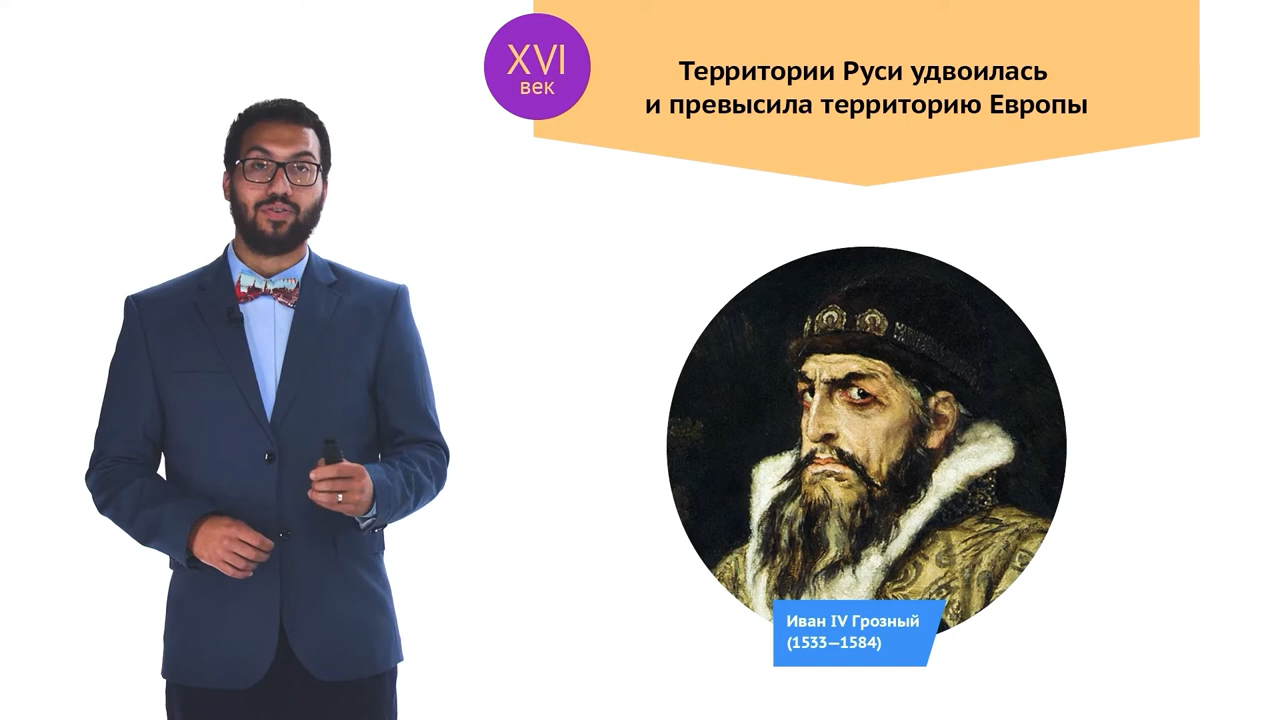 XVI
век
Территории Руси удвоилась
и превысила территорию Европы
Иван IV Грозный
(1533—1584)